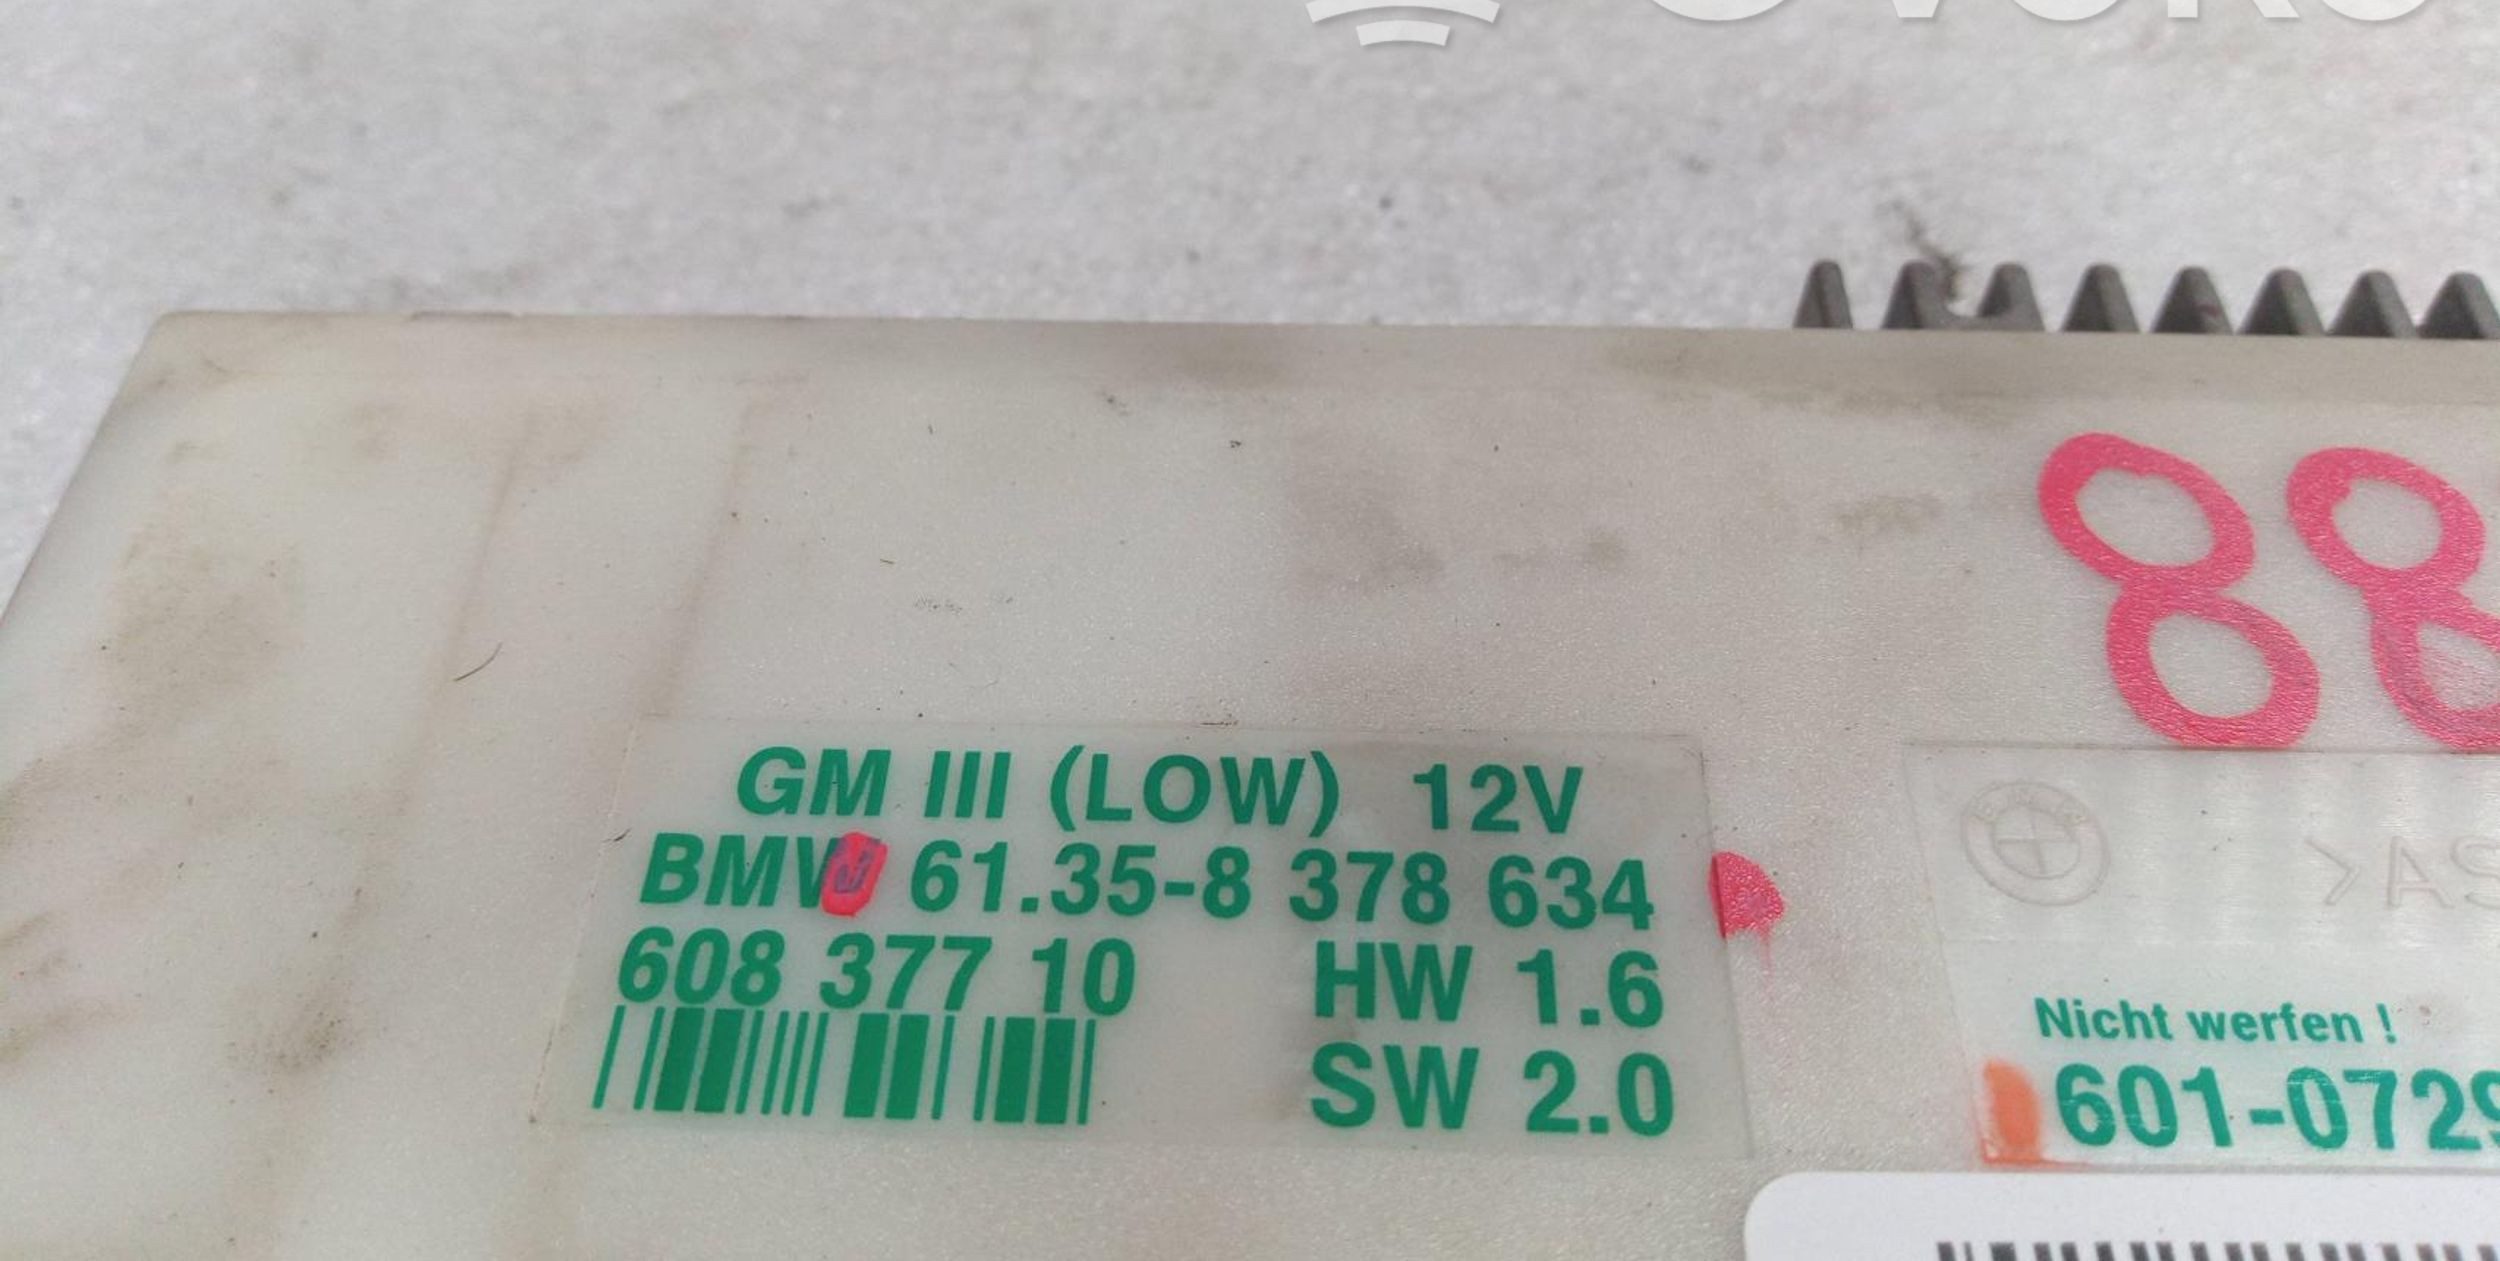 88
GM III (LOW) 12V
BMW 61.35-8 378 634
608 377 10 HW 1.6
SW 2.0
Nicht werfen !
601-0729